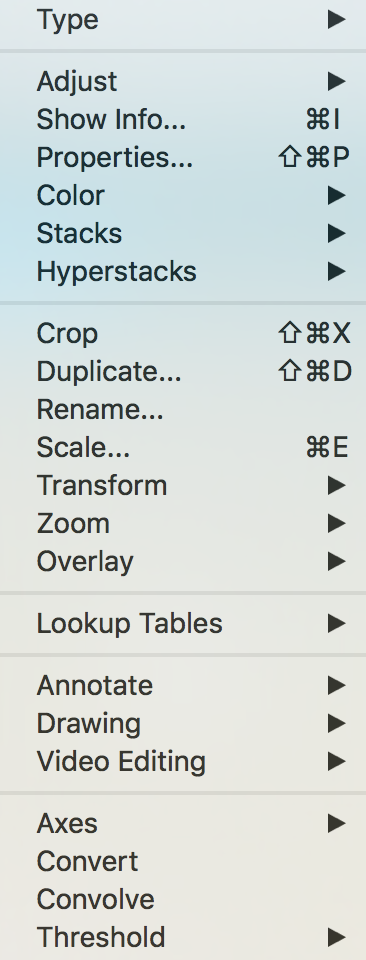 Type ▶
Adjust ▶
Show Info... ⌘I
Properties... ⇧⌘P
Color ▶
Stacks ▶
Hyperstacks ▶
Crop ⇧⌘X
Duplicate... ⇧⌘D
Rename...
Scale... ⌘E
Transform ▶
Zoom ▶
Overlay ▶
Lookup Tables ▶
Annotate ▶
Drawing ▶
Video Editing ▶
Axes ▶
Convert
Convolve
Threshold ▶